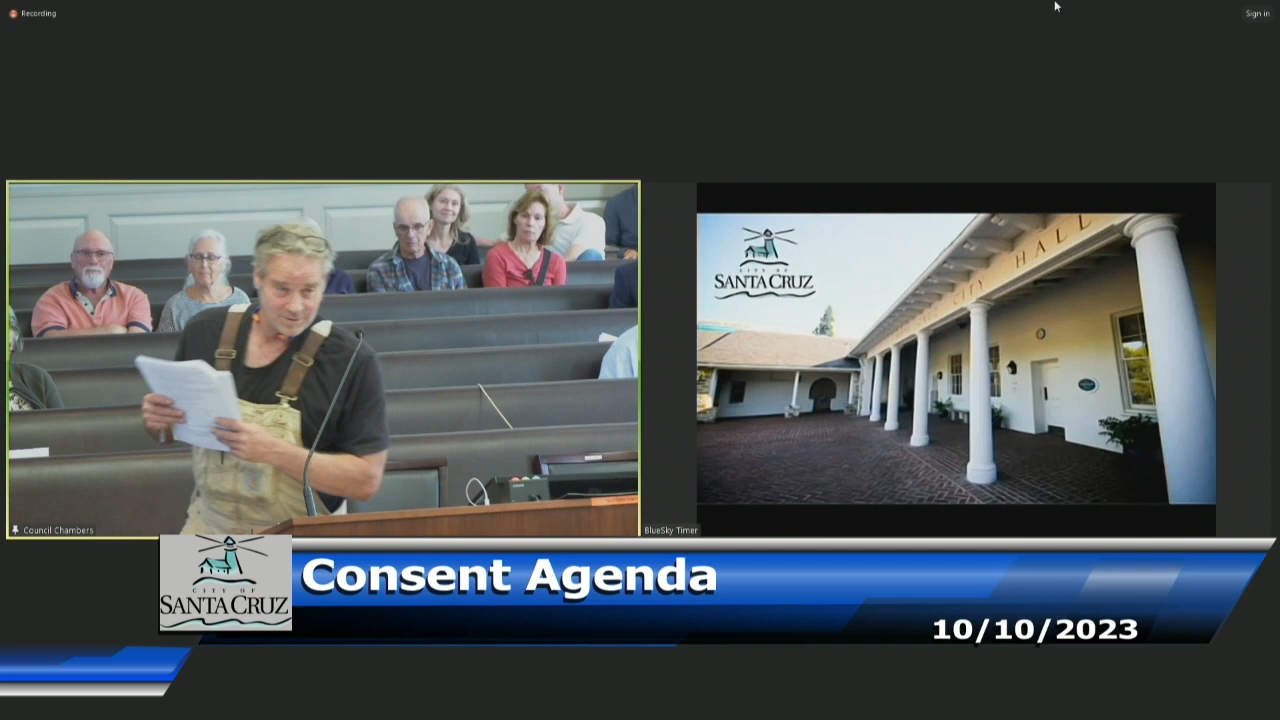 Recording
Sign in
CITY OF
SANTA CRUZ
CITY HALL
Council Chambers
BlueSky Timer
CITY OF
SANTA CRUZ
Consent Agenda
10/10/2023